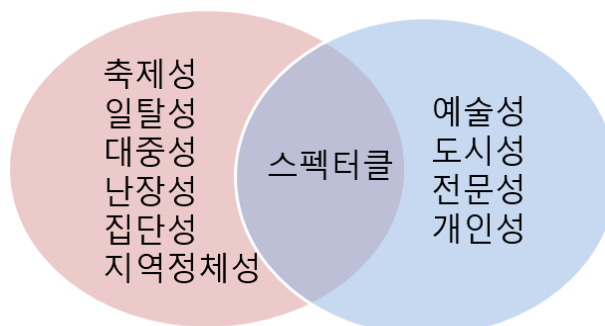 축제성
일탈성
대중성
난장성
집단성
지역정체성
스펙터클
예술성
도시성
전문성
개인성